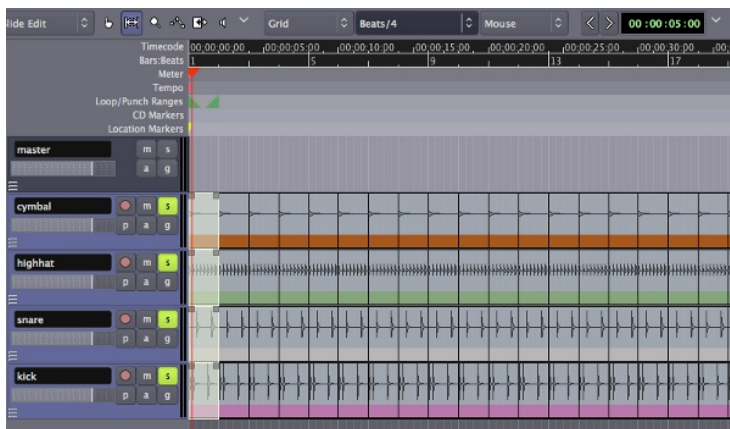 Slide Edit Grid Beats/4 Mouse 00:00:05:00
Timecode 00:00:00:00 00:00:05:00 00:00:10:00 00:00:15:00 00:00:20:00 00:00:25:00 00:00:30:00 00:
Bars:Beats 1 5 9 13 17
Meter
Tempo
Loop/Punch Ranges
CD Markers
Location Markers
master m s
a g
cymbal m s
p a g
highhat m s
p a g
snare m s
p a g
kick m s
p a g